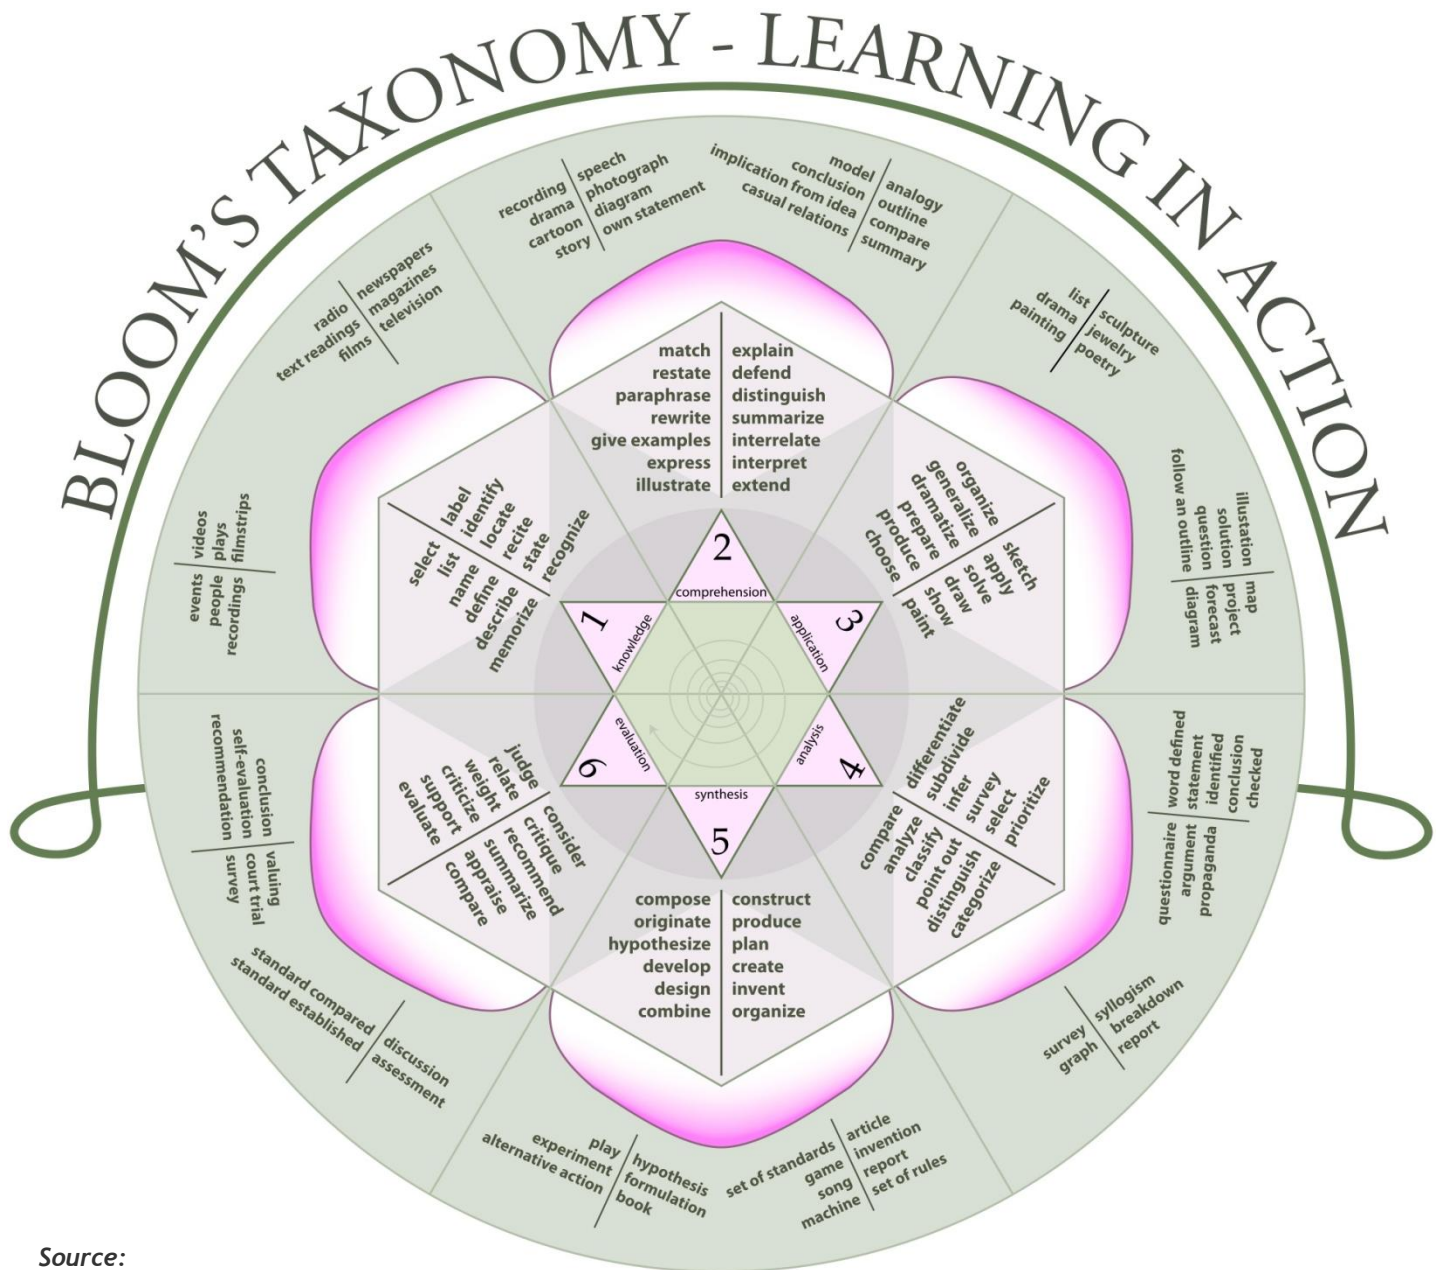 BLOOM'S TAXONOMY - LEARNING IN ACTION
recording
drama
cartoon
story
speech
photograph
diagram
own statement
model
conclusion
implication from idea
casual relations
analogy
outline
compare
summary
radio
text readings
films
newspapers
magazines
television
list
drama
painting
sculpture
jewelry
poetry
videos
plays
filmstrips
events
people
recordings
illustation
solution
question
follow an outline
map
project
forecast
diagram
match
restate
paraphrase
rewrite
give examples
express
illustrate
explain
defend
distinguish
summarize
interrelate
interpret
extend
label
identify
locate
recite
state
recognize
select
list
name
define
describe
memorize
organize
generalize
dramatize
prepare
produce
choose
sketch
apply
solve
draw
show
paint
1
knowledge
2
comprehension
3
application
4
analysis
5
synthesis
6
evaluation
judge
relate
weight
criticize
support
evaluate
consider
critique
recommend
summarize
appraise
compare
differentiate
subdivide
infer
survey
select
prioritize
compare
analyze
classify
point out
distinguish
categorize
compose
originate
hypothesize
develop
design
combine
construct
produce
plan
create
invent
organize
conclusion
self-evaluation
recommendation
valuing
court trial
survey
word defined
statement
identified
conclusion
checked
questionnaire
argument
propaganda
standard compared
standard established
discussion
assessment
survey
graph
syllogism
breakdown
report
play
experiment
alternative action
hypothesis
formulation
book
set of standards
game
song
machine
article
invention
report
set of rules
Source: